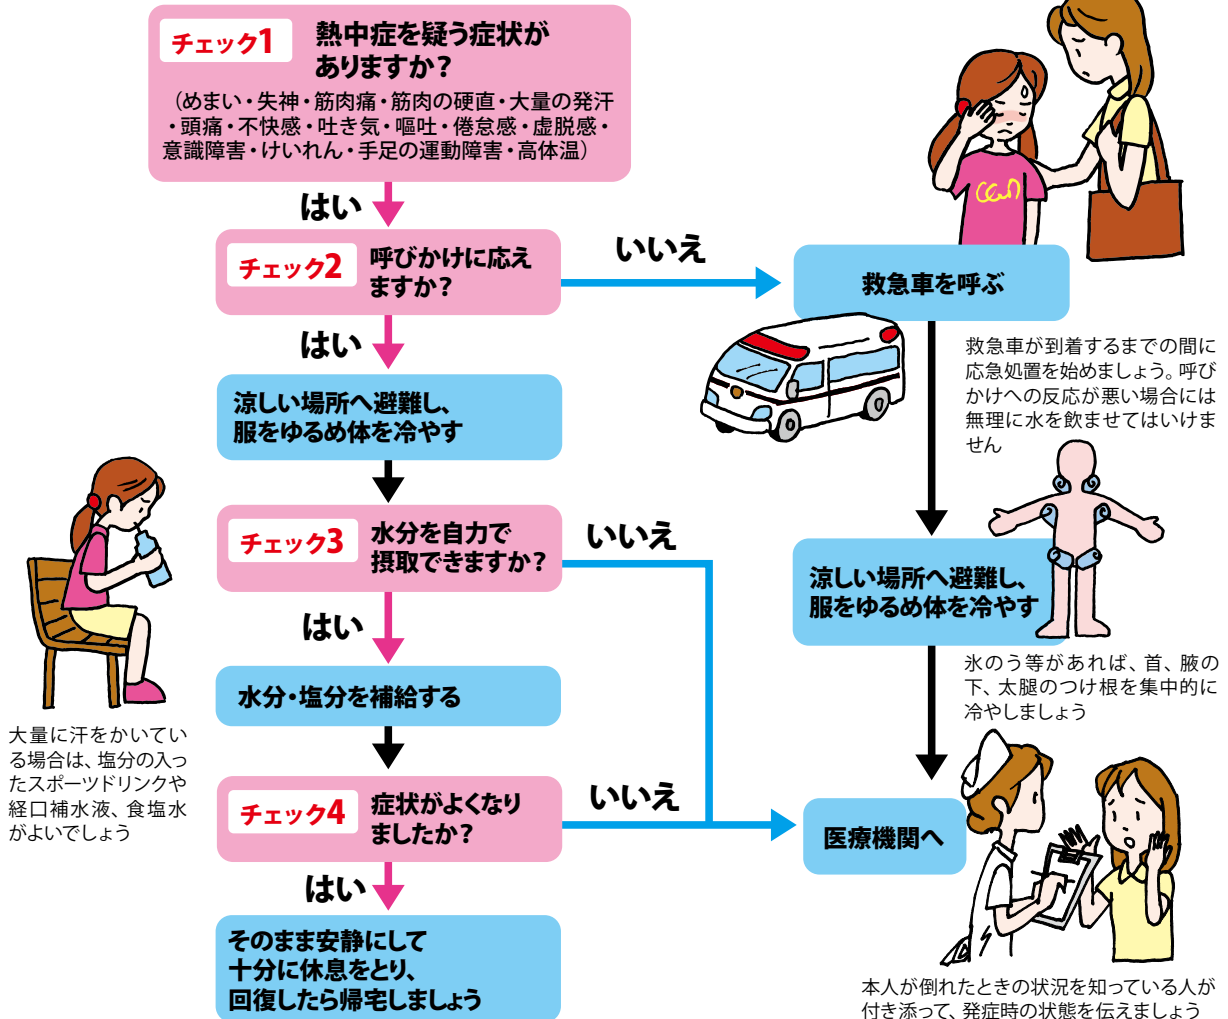 チェック1
熱中症を疑う症状が
ありますか？
（めまい・失神・筋肉痛・筋肉の硬直・大量の発汗
・頭痛・不快感・吐き気・嘔吐・倦怠感・虚脱感・
意識障害・けいれん・手足の運動障害・高体温）
はい
チェック2
呼びかけに応え
ますか？
いいえ
救急車を呼ぶ
救急車が到着するまでの間に
応急処置を始めましょう。呼び
かけへの反応が悪い場合には
無理に水を飲ませてはいけま
せん
はい
涼しい場所へ避難し、
服をゆるめ体を冷やす
チェック3
水分を自力で
摂取できますか？
いいえ
涼しい場所へ避難し、
服をゆるめ体を冷やす
氷のう等があれば、首、腋の
下、太腿のつけ根を集中的に
冷やしましょう
はい
水分・塩分を補給する
大量に汗をかいてい
る場合は、塩分の入っ
たスポーツドリンクや
経口補水液、食塩水
がよいでしょう
チェック4
症状がよくなり
ましたか？
いいえ
医療機関へ
はい
そのまま安静にして
十分に休息をとり、
回復したら帰宅しましょう
本人が倒れたときの状況を知っている人が
付き添って、発症時の状態を伝えましょう